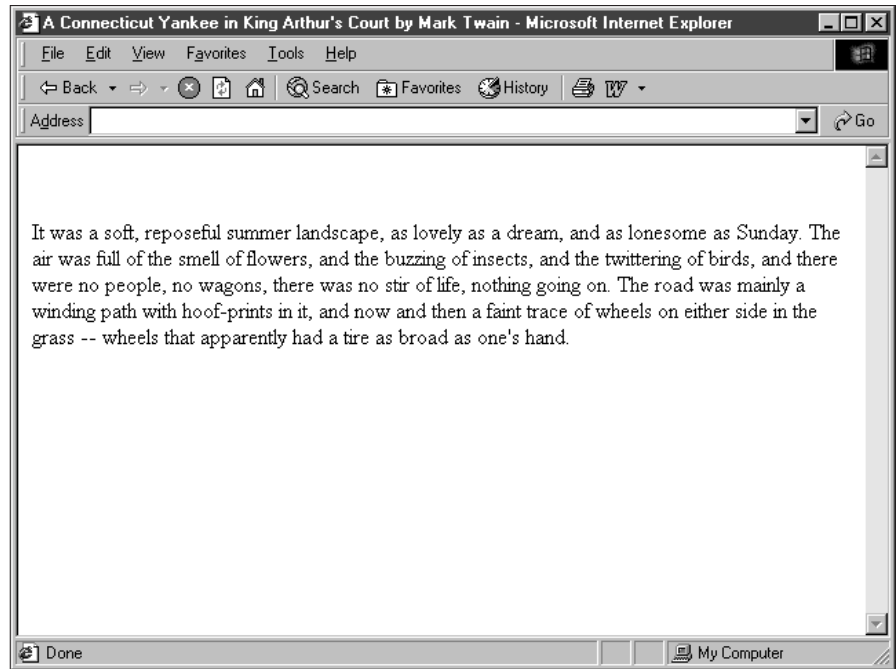 A Connecticut Yankee in King Arthur's Court by Mark Twain - Microsoft Internet Explorer
File Edit View Favorites Tools Help
Back Search Favorites History
Address Go
It was a soft, reposeful summer landscape, as lovely as a dream, and as lonesome as Sunday. The
air was full of the smell of flowers, and the buzzing of insects, and the twittering of birds, and there
were no people, no wagons, there was no stir of life, nothing going on. The road was mainly a
winding path with hoof-prints in it, and now and then a faint trace of wheels on either side in the
grass -- wheels that apparently had a tire as broad as one's hand.
Done My Computer